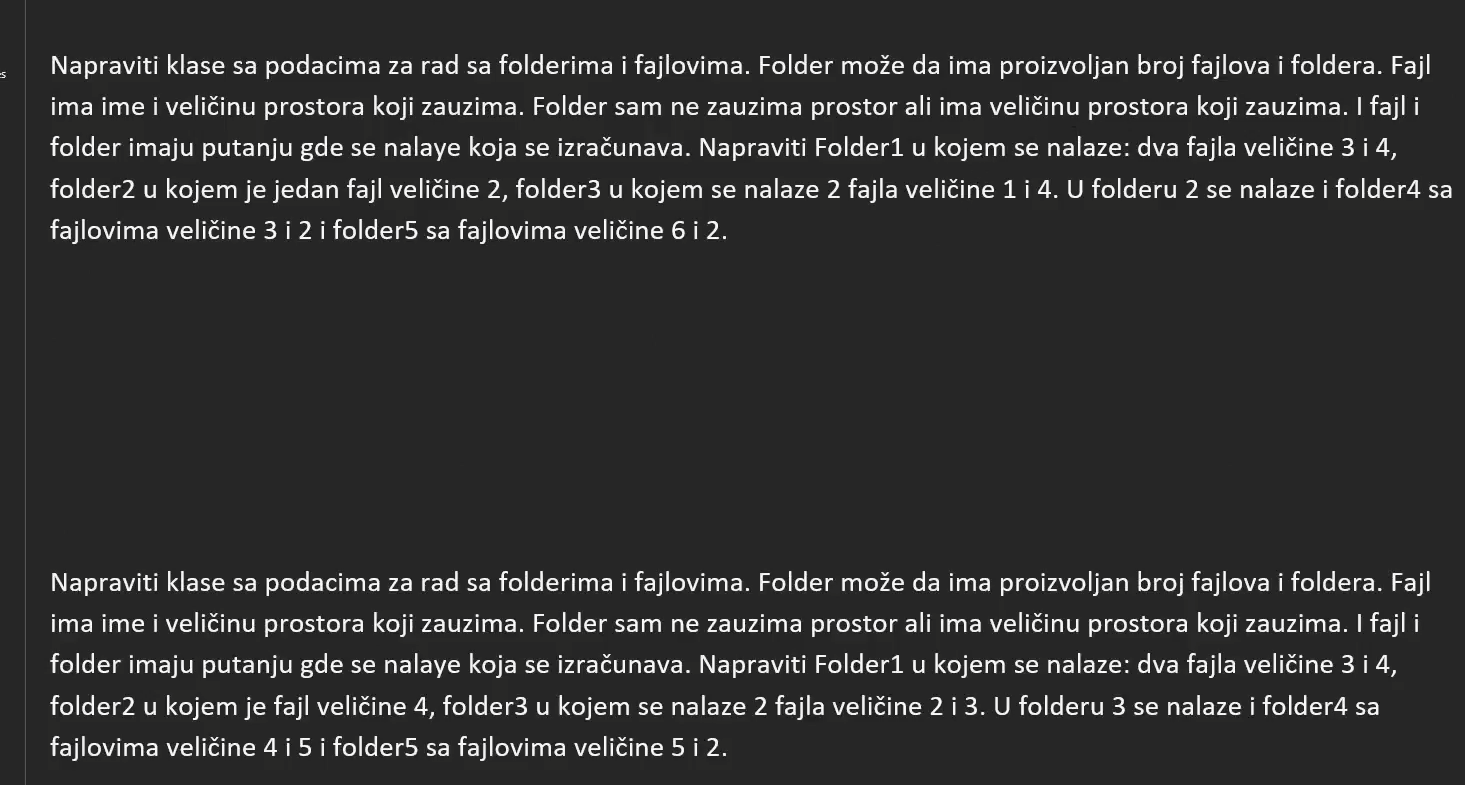 Napraviti klase sa podacima za rad sa folderima i fajlovima. Folder može da ima proizvoljan broj fajlova i foldera. Fajl
ima ime i veličinu prostora koji zauzima. Folder sam ne zauzima prostor ali ima veličinu prostora koji zauzima. I fajl i
folder imaju putanju gde se nalaye koja se izračunava. Napraviti Folder1 u kojem se nalaze: dva fajla veličine 3 i 4,
folder2 u kojem je jedan fajl veličine 2, folder3 u kojem se nalaze 2 fajla veličine 1 i 4. U folderu 2 se nalaze i folder4 sa
fajlovima veličine 3 i 2 i folder5 sa fajlovima veličine 6 i 2.
Napraviti klase sa podacima za rad sa folderima i fajlovima. Folder može da ima proizvoljan broj fajlova i foldera. Fajl
ima ime i veličinu prostora koji zauzima. Folder sam ne zauzima prostor ali ima veličinu prostora koji zauzima. I fajl i
folder imaju putanju gde se nalaye koja se izračunava. Napraviti Folder1 u kojem se nalaze: dva fajla veličine 3 i 4,
folder2 u kojem je fajl veličine 4, folder3 u kojem se nalaze 2 fajla veličine 2 i 3. U folderu 3 se nalaze i folder4 sa
fajlovima veličine 4 i 5 i folder5 sa fajlovima veličine 5 i 2.